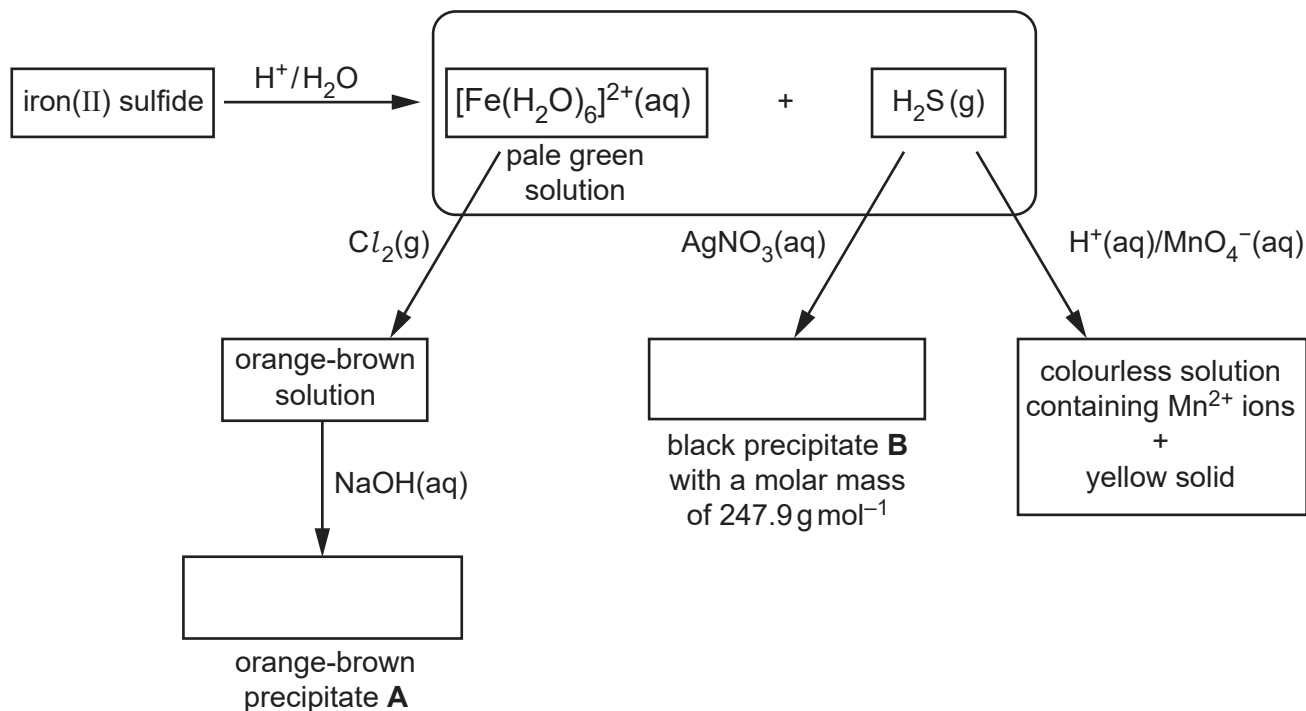 iron(II) sulfide
H⁺/H₂O
[Fe(H₂O)₆]²⁺(aq)
+
H₂S(g)
pale green
solution
Cl₂(g)
AgNO₃(aq)
H⁺(aq)/MnO₄⁻(aq)
orange-brown
solution
black precipitate B
with a molar mass
of 247.9 g mol⁻¹
colourless solution
containing Mn²⁺ ions
+
yellow solid
NaOH(aq)
orange-brown
precipitate A